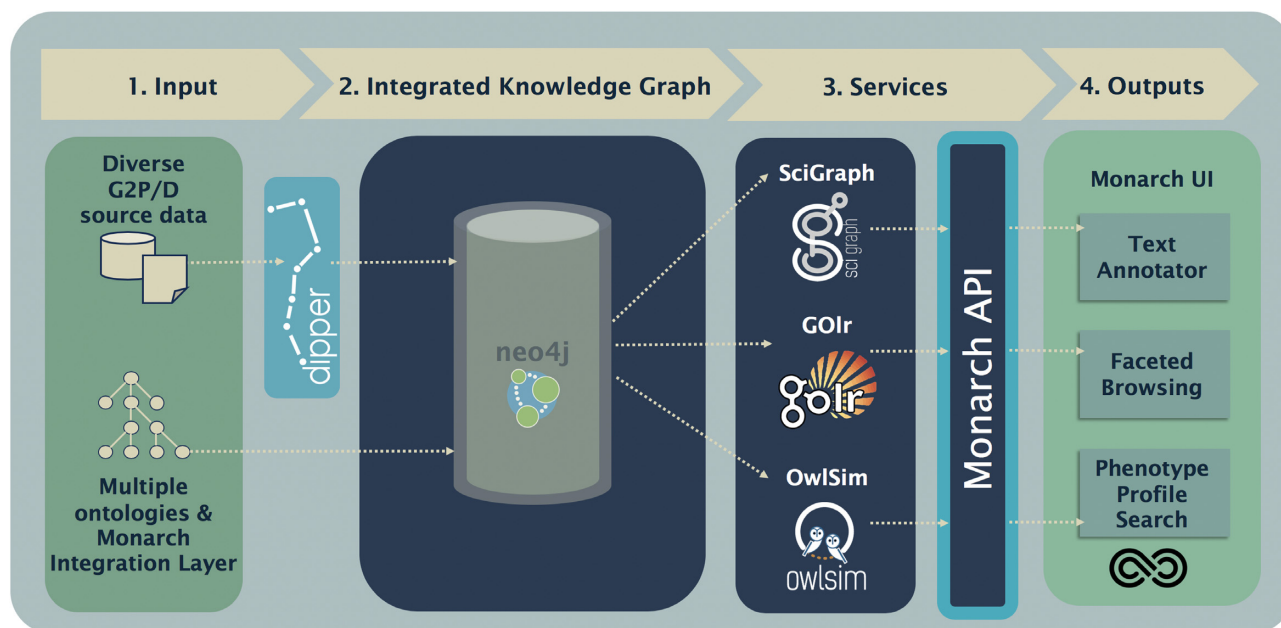 1. Input
2. Integrated Knowledge Graph
3. Services
4. Outputs
Diverse
G2P/D
source data
dipper
Multiple
ontologies &
Monarch
Integration Layer
neo4j
SciGraph
sci graph
GOlr
golr
OwlSim
owlsim
Monarch API
Monarch UI
Text
Annotator
Faceted
Browsing
Phenotype
Profile
Search